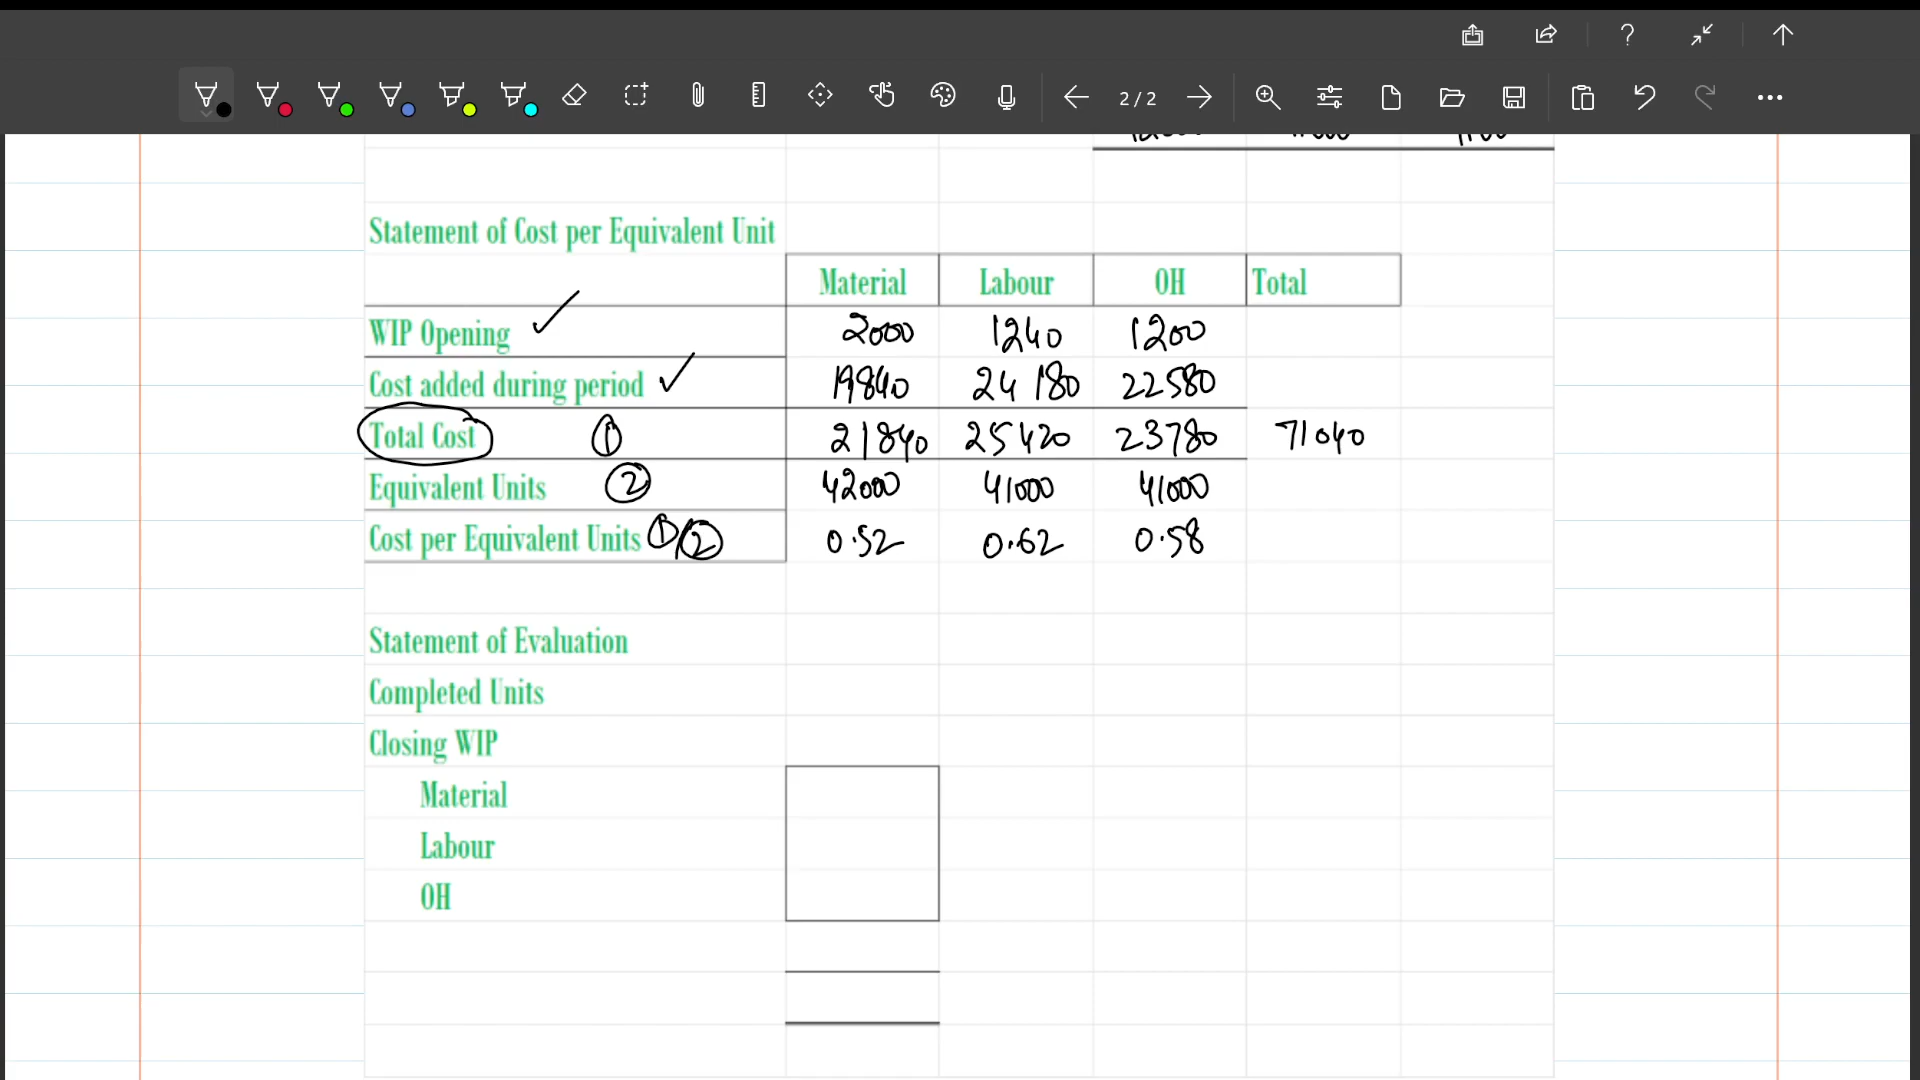 2/2
Statement of Cost per Equivalent Unit
Material Labour OH Total
WIP Opening 2000 1240 1200
Cost added during period 19840 24180 22580
Total Cost ① 21840 25420 23780 71040
Equivalent Units ② 42000 41000 41000
Cost per Equivalent Units ①/② 0.52 0.62 0.58
Statement of Evaluation
Completed Units
Closing WIP
Material
Labour
OH